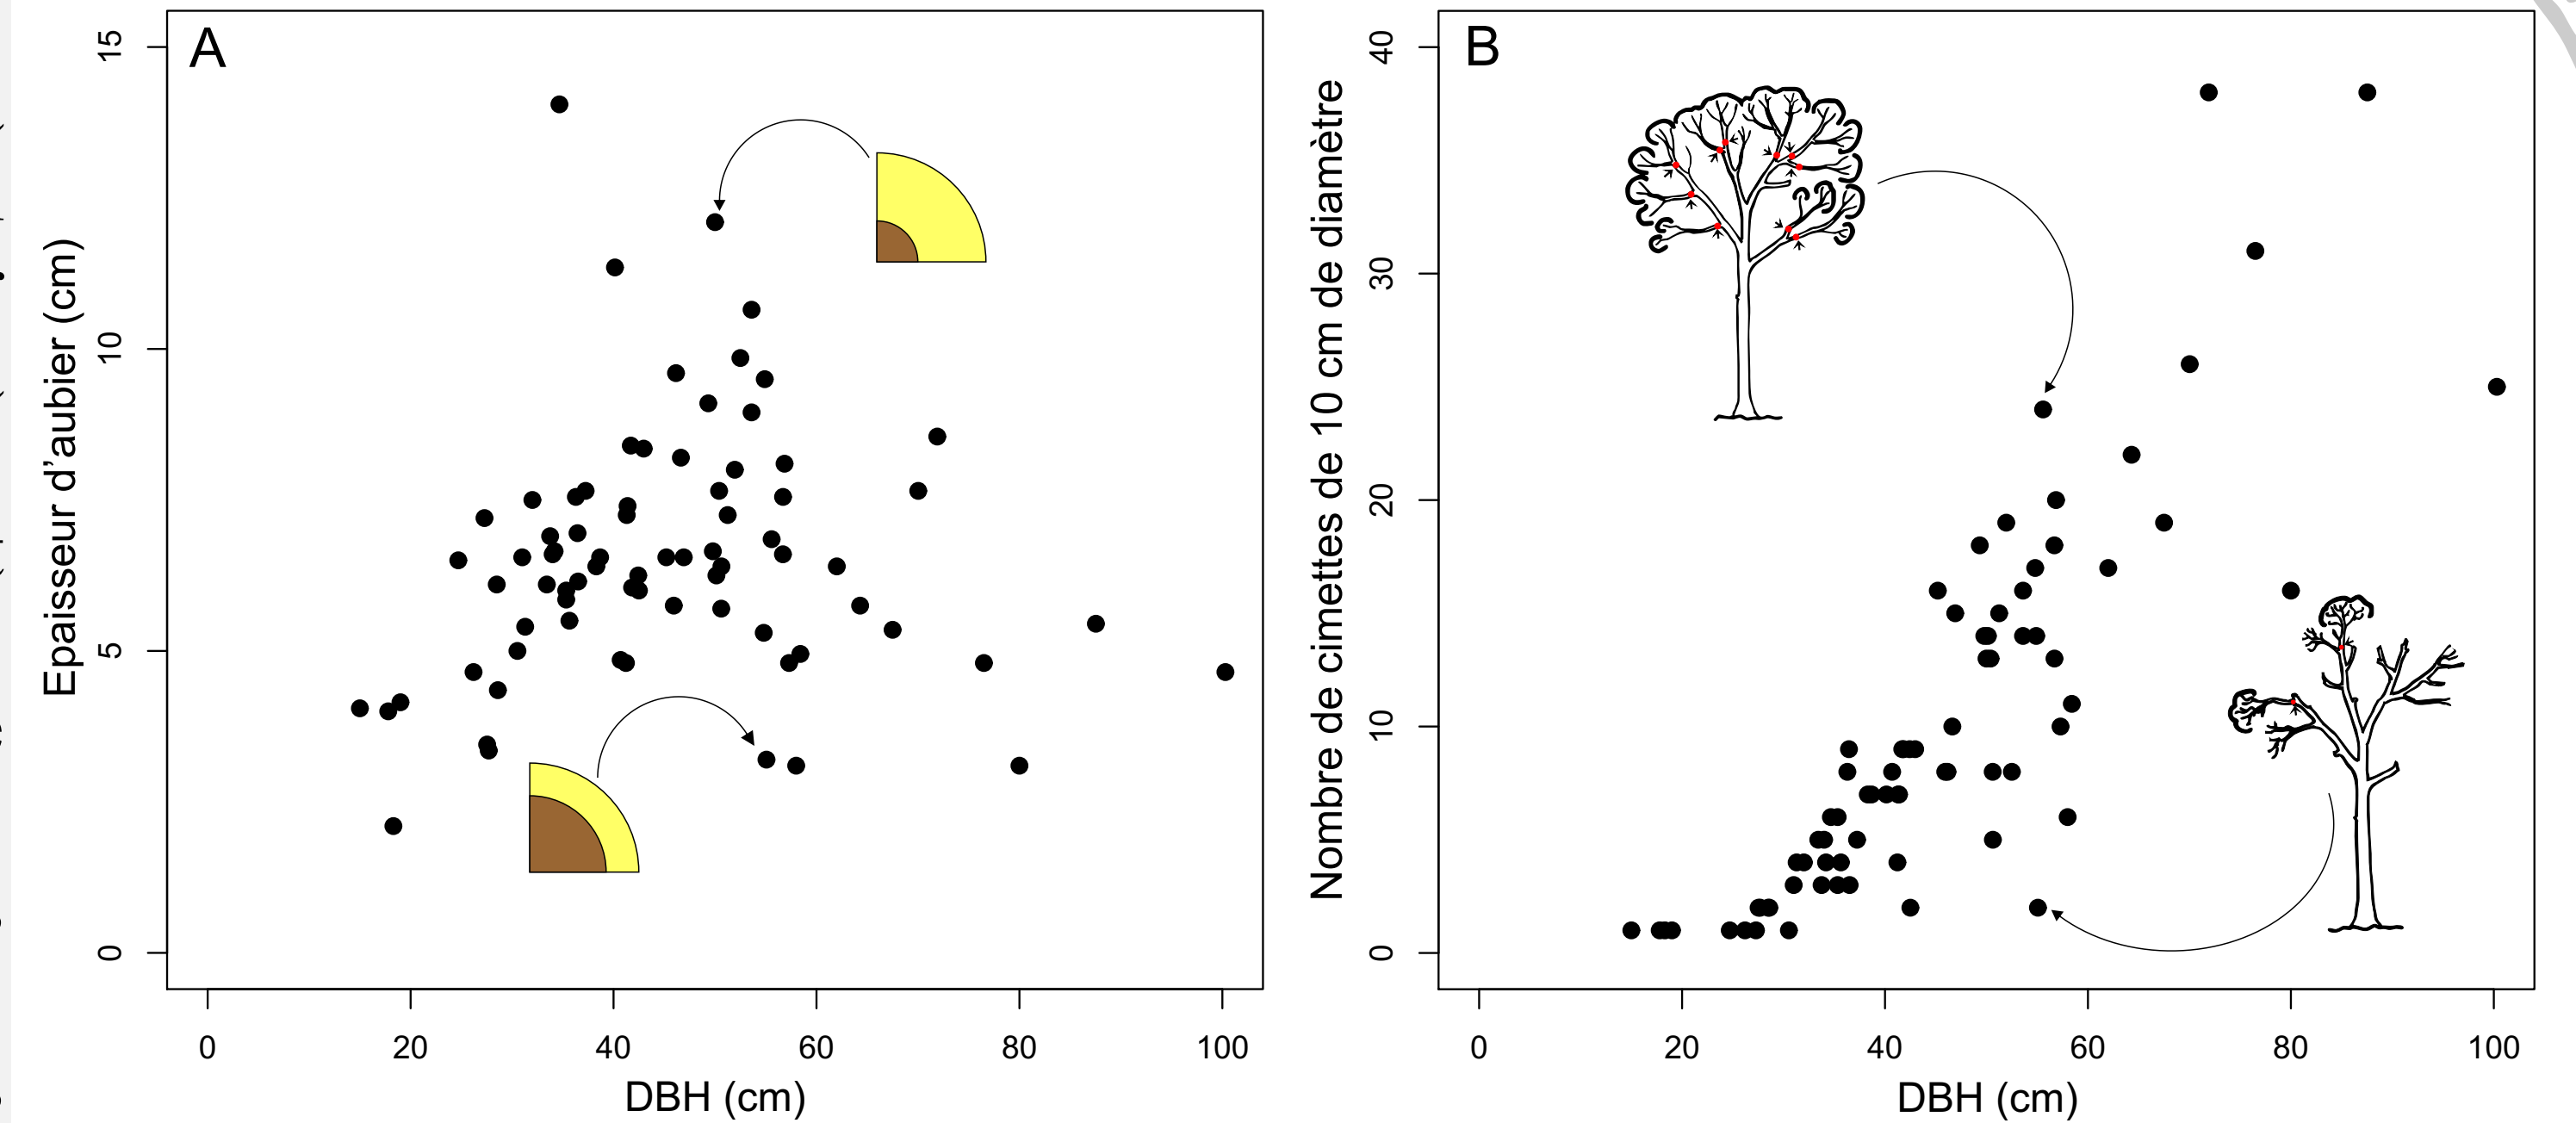 A
15
10
5
0
Epaisseur d'aubier (cm)
0 20 40 60 80 100
DBH (cm)
B
40
30
20
10
0
Nombre de cimettes de 10 cm de diamètre
0 20 40 60 80 100
DBH (cm)